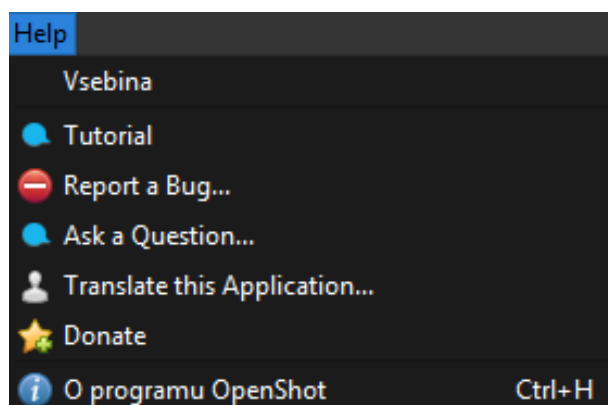 Help
Vsebina
Tutorial
Report a Bug...
Ask a Question...
Translate this Application...
Donate
O programu OpenShot Ctrl+H